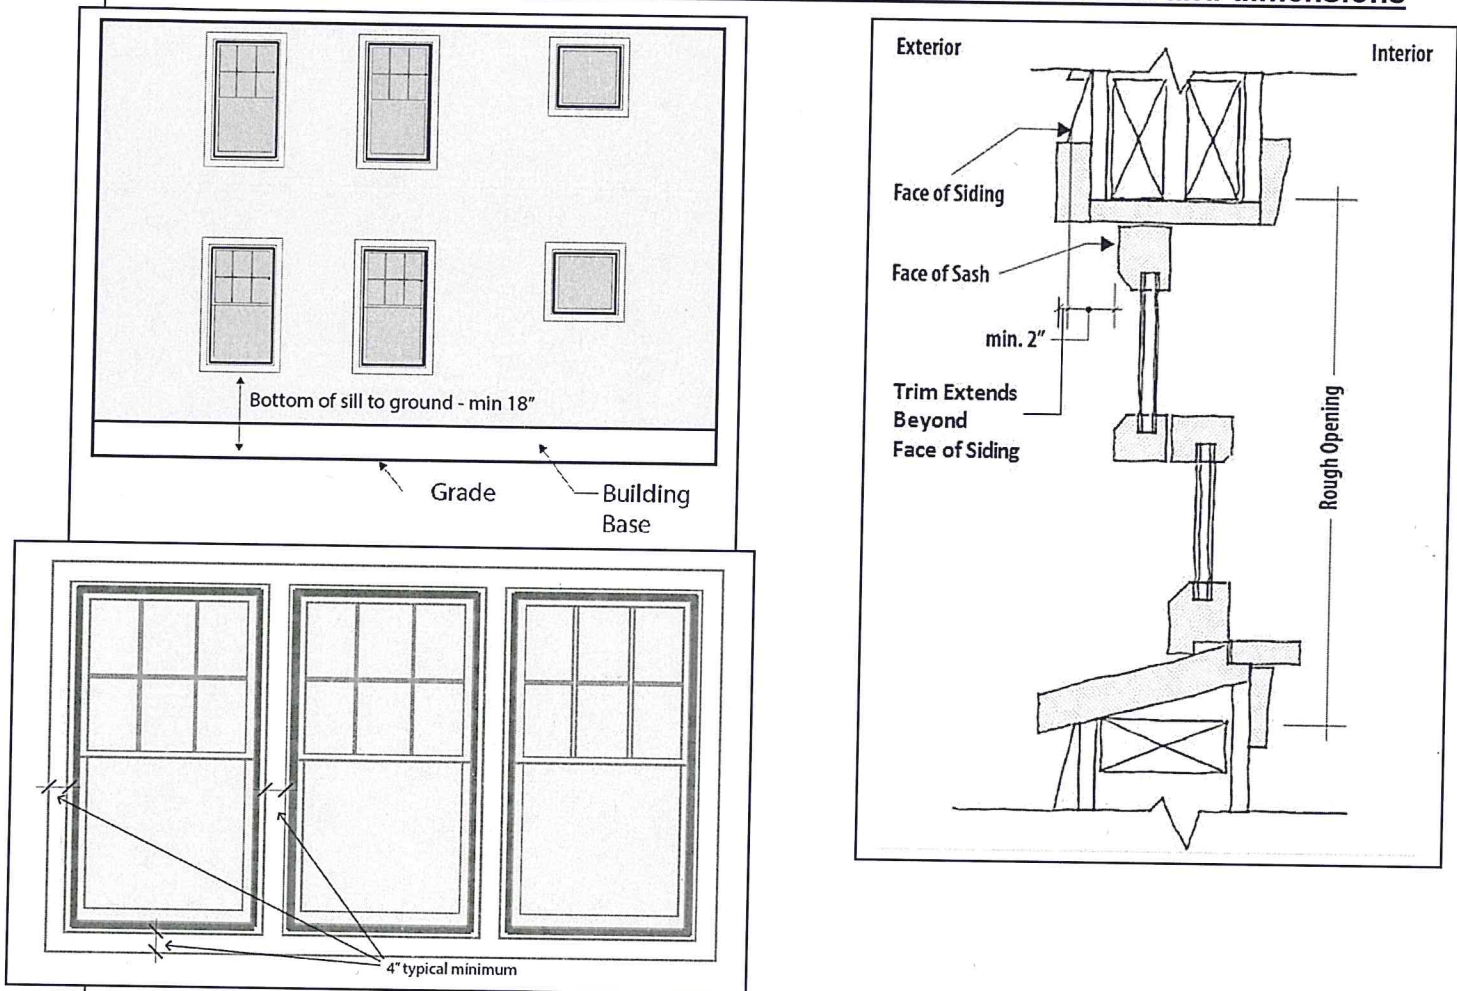 dimensions
Bottom of sill to ground - min 18"
Grade
Building
Base
4" typical minimum
Exterior
Interior
Face of Siding
Face of Sash
min. 2"
Trim Extends
Beyond
Face of Siding
Rough Opening